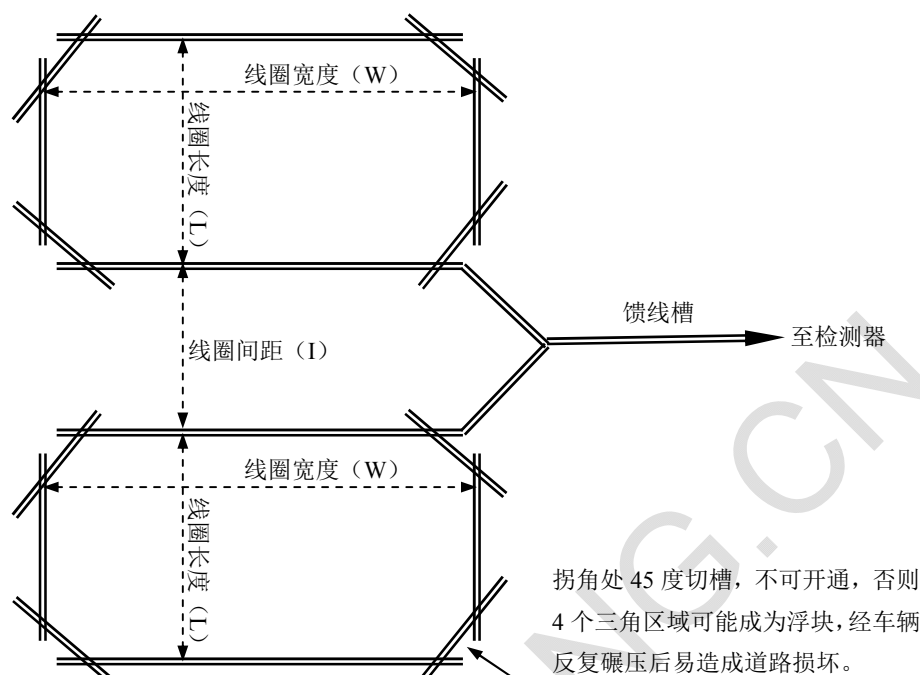 线圈宽度（W）
线圈长度（L）
馈线槽
至检测器
线圈间距（I）
线圈宽度（W）
线圈长度（L）
拐角处 45 度切槽，不可开通，否则
4 个三角区域可能成为浮块，经车辆
反复碾压后易造成道路损坏。
NG.CN